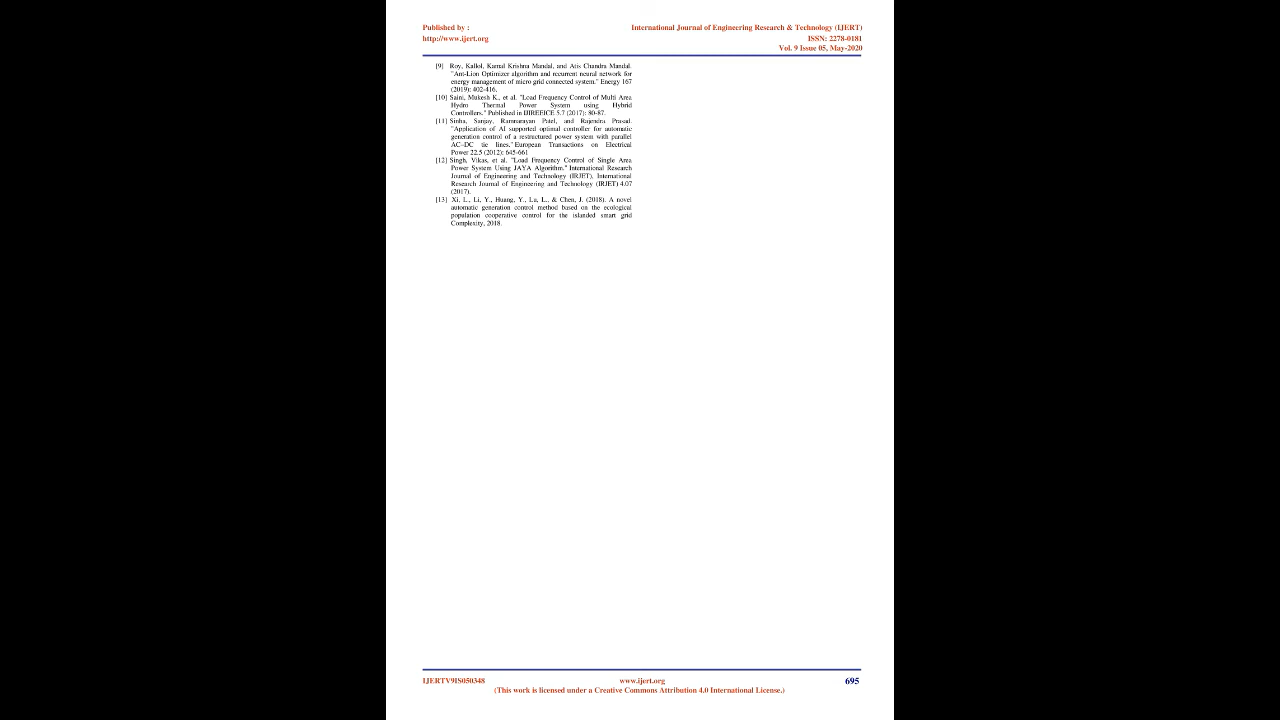 Published by :
International Journal of Engineering Research & Technology (IJERT)
http://www.ijert.org
ISSN: 2278-0181
Vol. 9 Issue 05, May-2020
[9] Roy, Kallol, Kamal Krishna Mandal, and Atis Chandra Mandal.
"Ant-Lion Optimizer algorithm and recurrent neural network for
energy management of micro grid connected system." Energy 167
(2019): 402-416.
[10] Saini, Mukesh K., et al. "Load Frequency Control of Multi Area
Hydro Thermal Power System using Hybrid
Controllers." Published in IJIREEICE 5.7 (2017): 80-87.
[11] Sinha, Sanjay, Ramnarayan Patel, and Rajendra Prasad.
"Application of AI supported optimal controller for automatic
generation control of a restructured power system with parallel
AC–DC tie lines." European Transactions on Electrical
Power 22.5 (2012): 645-661
[12] Singh, Vikas, et al. "Load Frequency Control of Single Area
Power System Using JAYA Algorithm." International Research
Journal of Engineering and Technology (IRJET), International
Research Journal of Engineering and Technology (IRJET) 4.07
(2017).
[13] Xi, L., Li, Y., Huang, Y., Lu, L., & Chen, J. (2018). A novel
automatic generation control method based on the ecological
population cooperative control for the islanded smart grid
Complexity, 2018.
IJERTV9IS050348
www.ijert.org
695
(This work is licensed under a Creative Commons Attribution 4.0 International License.)